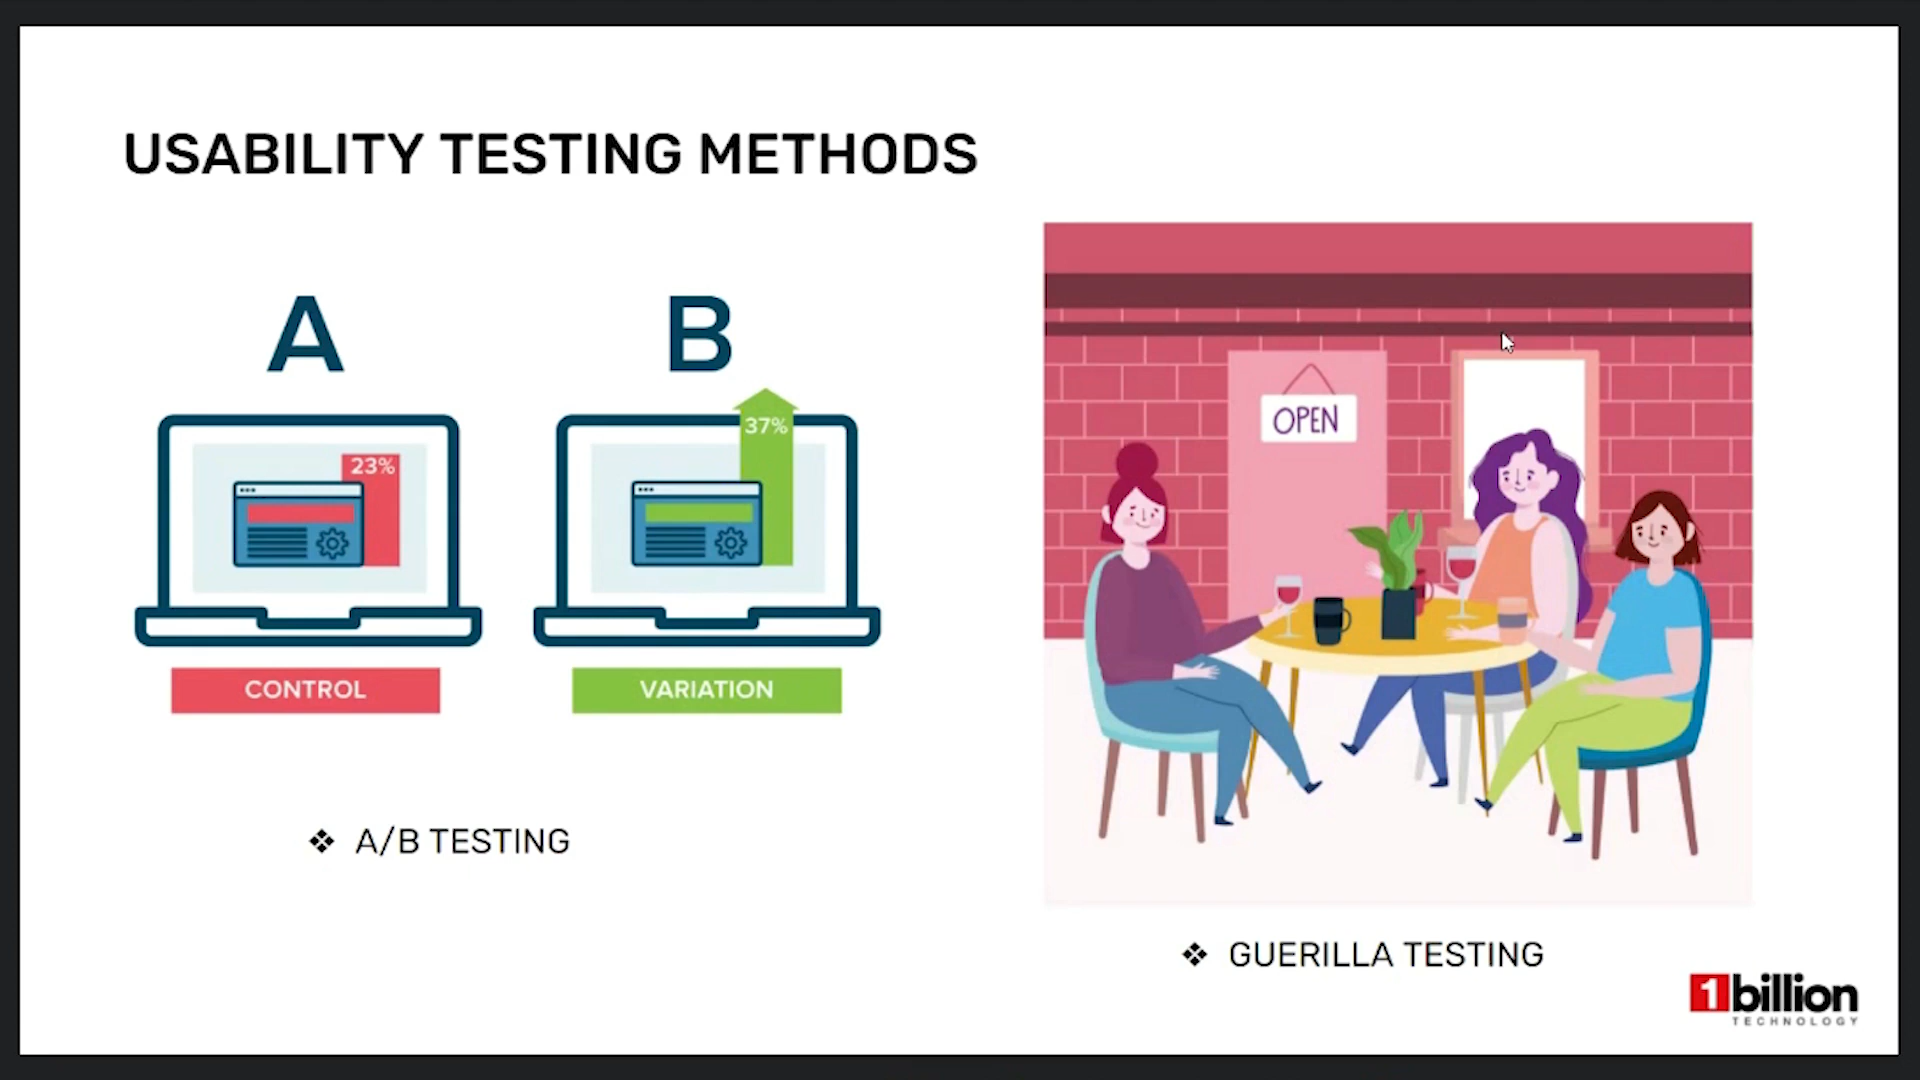 USABILITY TESTING METHODS
A
B
37%
23%
CONTROL
VARIATION
❖ A/B TESTING
OPEN
❖ GUERILLA TESTING
1billion
TECHNOLOGY